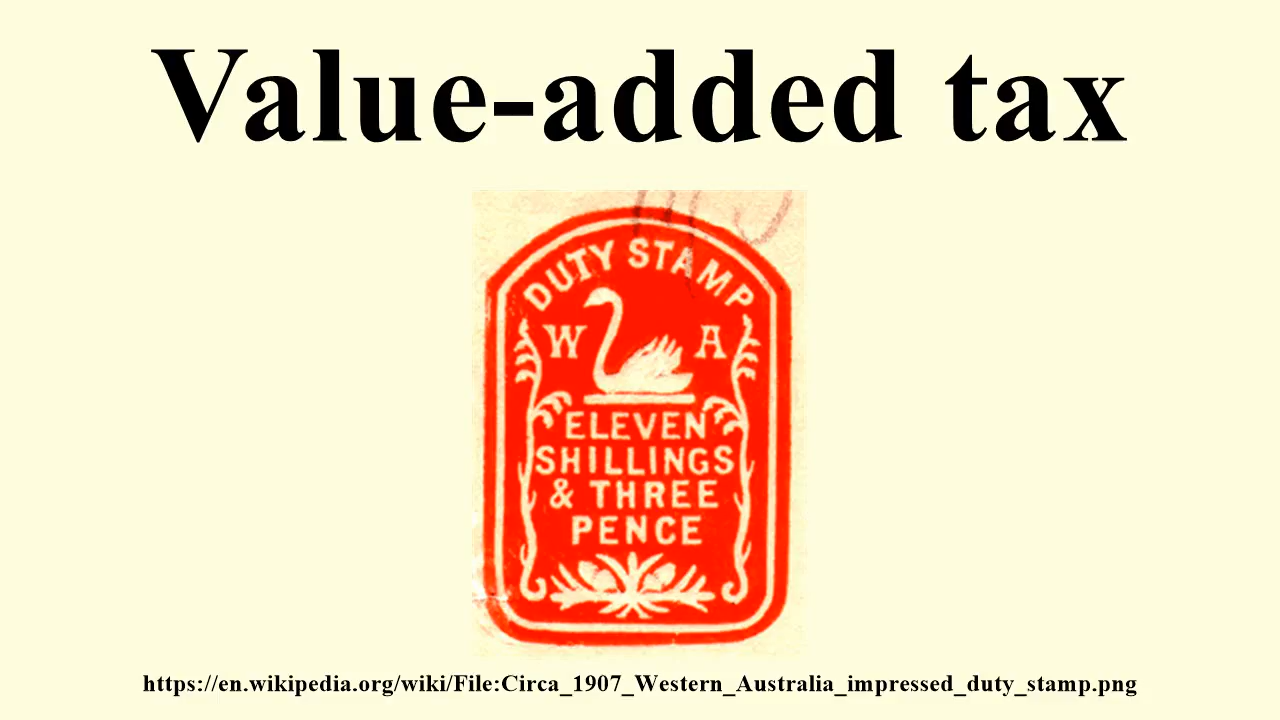 Value-added tax
DUTY STAMP
W A
ELEVEN
SHILLINGS
& THREE
PENCE
https://en.wikipedia.org/wiki/File:Circa_1907_Western_Australia_impressed_duty_stamp.png